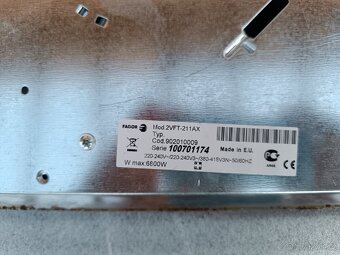 FAGOR Mod.2VFT-211AX
Typ.
Cod.902010009
Serie 100701174 Made in E.U.
220-240V~/220-240V3~/380-415V3N~50/60HZ
W max:6600W